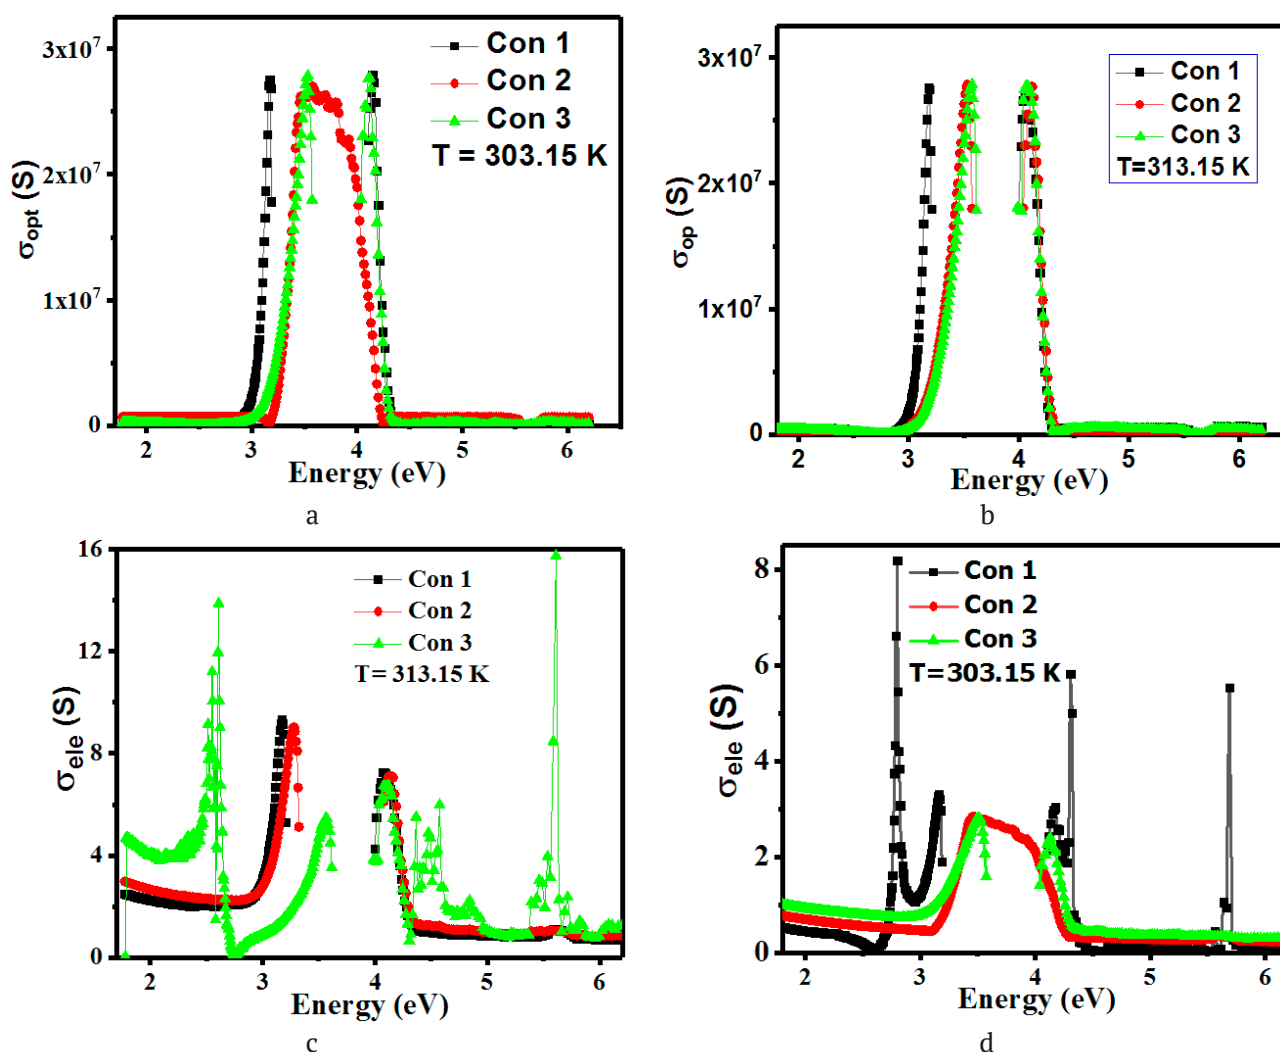 3x10⁷
2x10⁷
1x10⁷
0
σopt (S)
Con 1
Con 2
Con 3
T = 303.15 K
2 3 4 5 6
Energy (eV)
a
3x10⁷
2x10⁷
1x10⁷
0
σop (S)
Con 1
Con 2
Con 3
T=313.15 K
2 3 4 5 6
Energy (eV)
b
16
12
8
4
0
σele (S)
Con 1
Con 2
Con 3
T= 313.15 K
2 3 4 5 6
Energy (eV)
c
8
6
4
2
0
σele (S)
Con 1
Con 2
Con 3
T=303.15 K
2 3 4 5 6
Energy (eV)
d